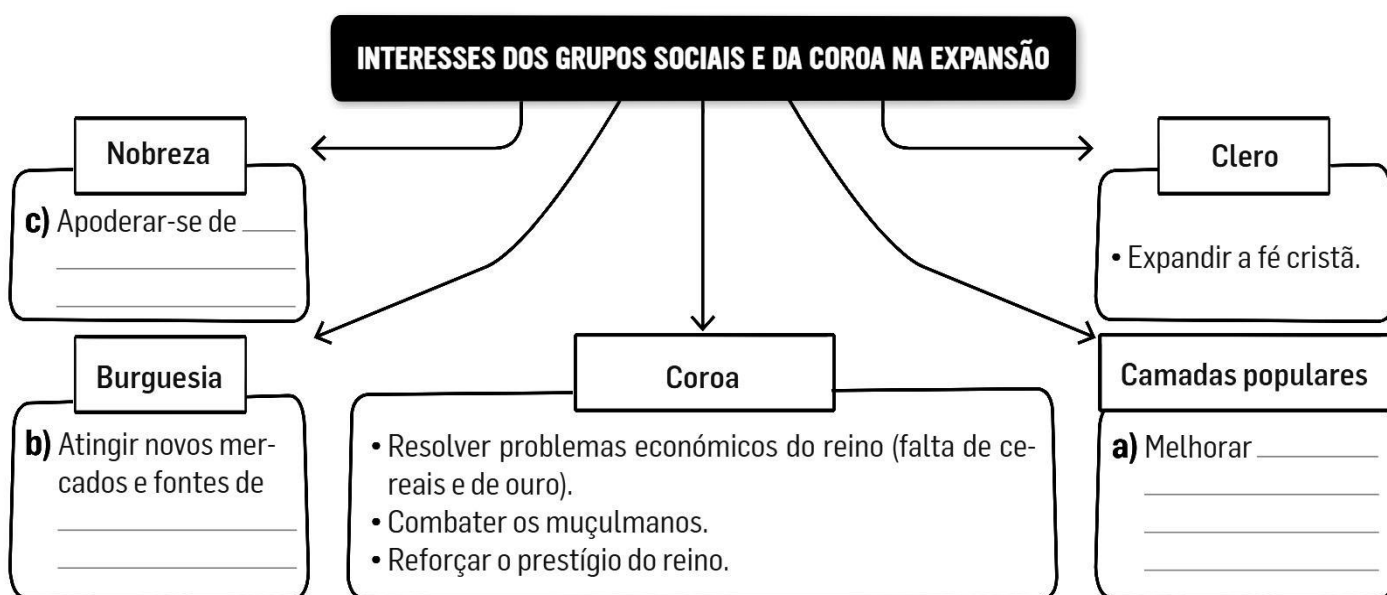 INTERESSES DOS GRUPOS SOCIAIS E DA COROA NA EXPANSÃO
Nobreza
c) Apoderar-se de
Clero
• Expandir a fé cristã.
Burguesia
b) Atingir novos mer-
cados e fontes de
Coroa
• Resolver problemas económicos do reino (falta de ce-
reais e de ouro).
• Combater os muçulmanos.
• Reforçar o prestígio do reino.
Camadas populares
a) Melhorar